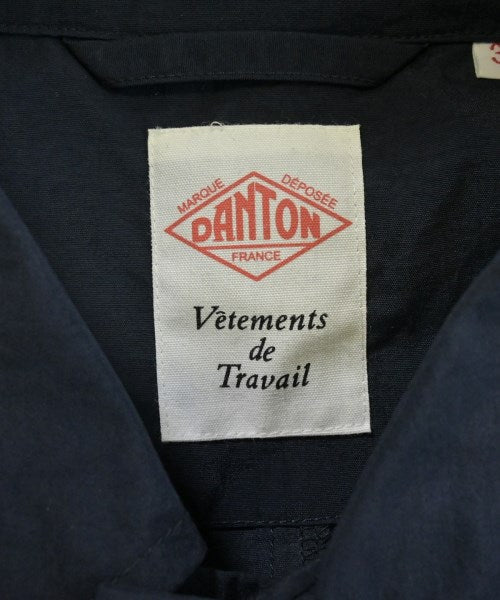 MARQUE DÉPOSÉE
DANTON
FRANCE
Vêtements
de
Travail